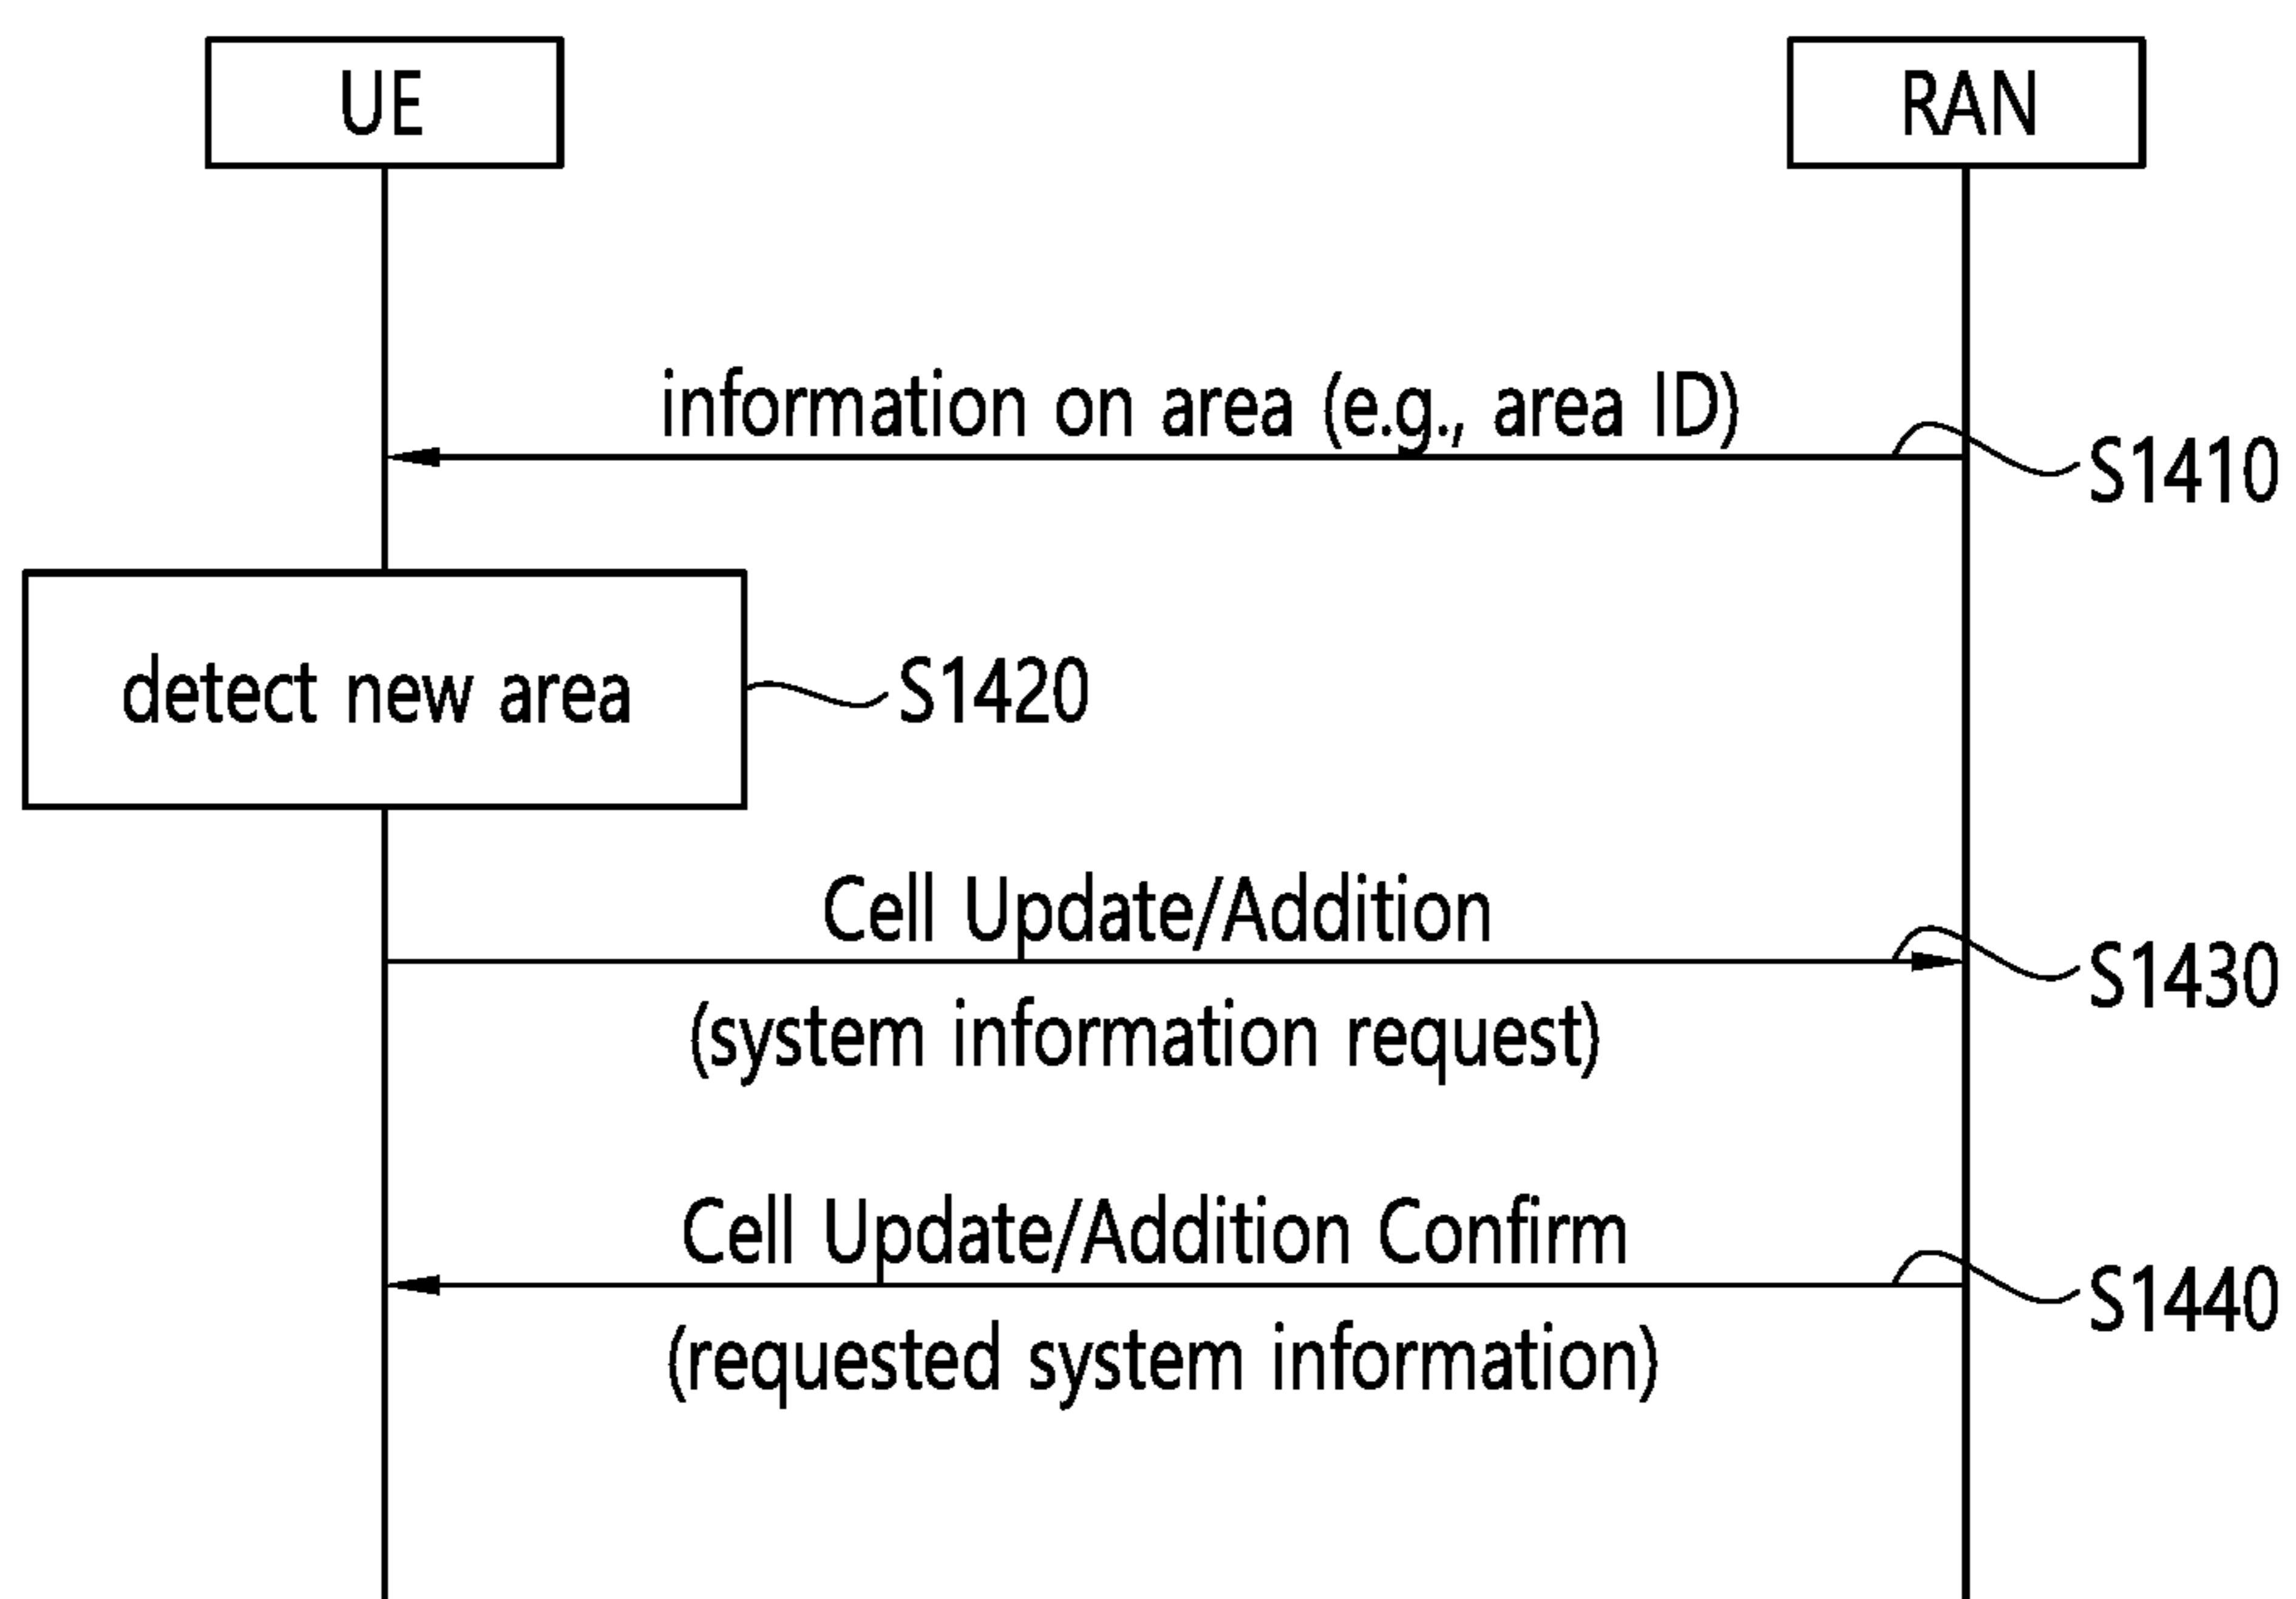 UE
RAN
information on area (e.g., area ID)
S1410
detect new area
S1420
Cell Update/Addition
S1430
(system information request)
Cell Update/Addition Confirm
S1440
(requested system information)